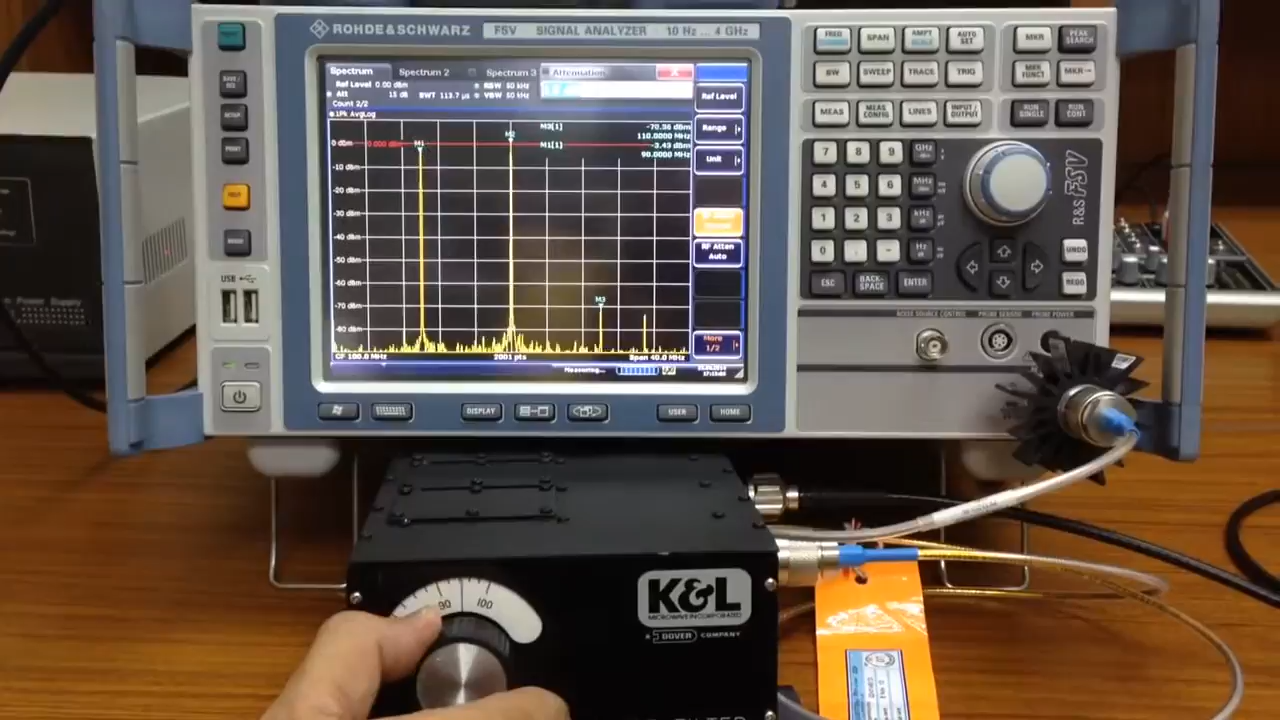 ROHDE&SCHWARZ FSV SIGNAL ANALYZER 10 Hz ... 4 GHz
Spectrum Spectrum 2 Spectrum 3 Attenuation
Ref Level 0.00 dBm RBW 50 kHz
Att 15 dB SWT 113.7 µs VBW 50 kHz
Count 2/2
1Pk AvgLog
M3[1] -70.36 dBm
110.0000 MHz
M1[1] -3.43 dBm
90.0000 MHz
0 dBm 0.000 dBm M1 M2
-10 dBm
-20 dBm
-30 dBm
-40 dBm
-50 dBm
-60 dBm
-70 dBm M3
-80 dBm
CF 100.0 MHz 2001 pts Span 40.0 MHz
Measuring...
Ref Level
Range
Unit
RF Atten
Auto
More
1/2
USB
DISPLAY USER HOME
FREQ SPAN AMPT AUTO SET MKR PEAK SEARCH
BW SWEEP TRACE TRIG MKR FUNCT MKR→
MEAS MEAS CONFIG LINES INPUT/OUTPUT RUN SINGLE RUN CONT
7 8 9 GHz
4 5 6 MHz
1 2 3 kHz
0 . - Hz
ESC BACK-SPACE ENTER
UNDO
REDO
R&S FSV
NOISE SOURCE CONTROL PROBE SENSOR PROBE POWER
Power Supply
90 100
K&L
MICROWAVE INCORPORATED
A DOVER COMPANY
FILTER